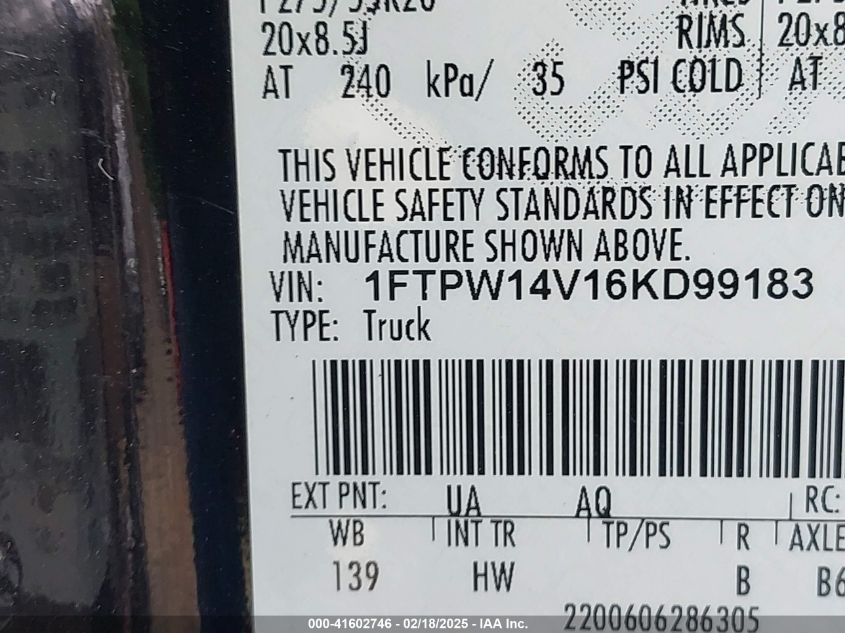 20x8.5J RIMS 20x8
AT 240 kPa/ 35 PSI COLD AT
THIS VEHICLE CONFORMS TO ALL APPLICAB
VEHICLE SAFETY STANDARDS IN EFFECT ON
MANUFACTURE SHOWN ABOVE.
VIN: 1FTPW14V16KD99183
TYPE: Truck
EXT PNT: UA AQ RC:
WB INT TR TP/PS R AXLE
139 HW B B6
2200606286305
000-41602746 - 02/18/2025 - IAA Inc.